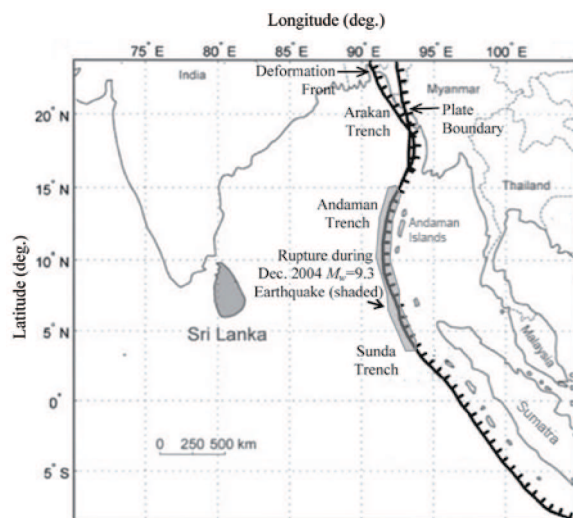 Longitude (deg.)
75° E 80° E 85° E 90° E 95° E 100° E
India
Deformation
Front
Myanmar
20° N
Arakan
Trench
Plate
Boundary
15° N
Thailand
Andaman
Trench
Andaman
Islands
10° N
Rupture during
Dec. 2004 Mw=9.3
Earthquake (shaded)
Latitude (deg.)
Sri Lanka
5° N
Sunda
Trench
Malaysia
0°
Sumatra
0 250 500 km
5° S